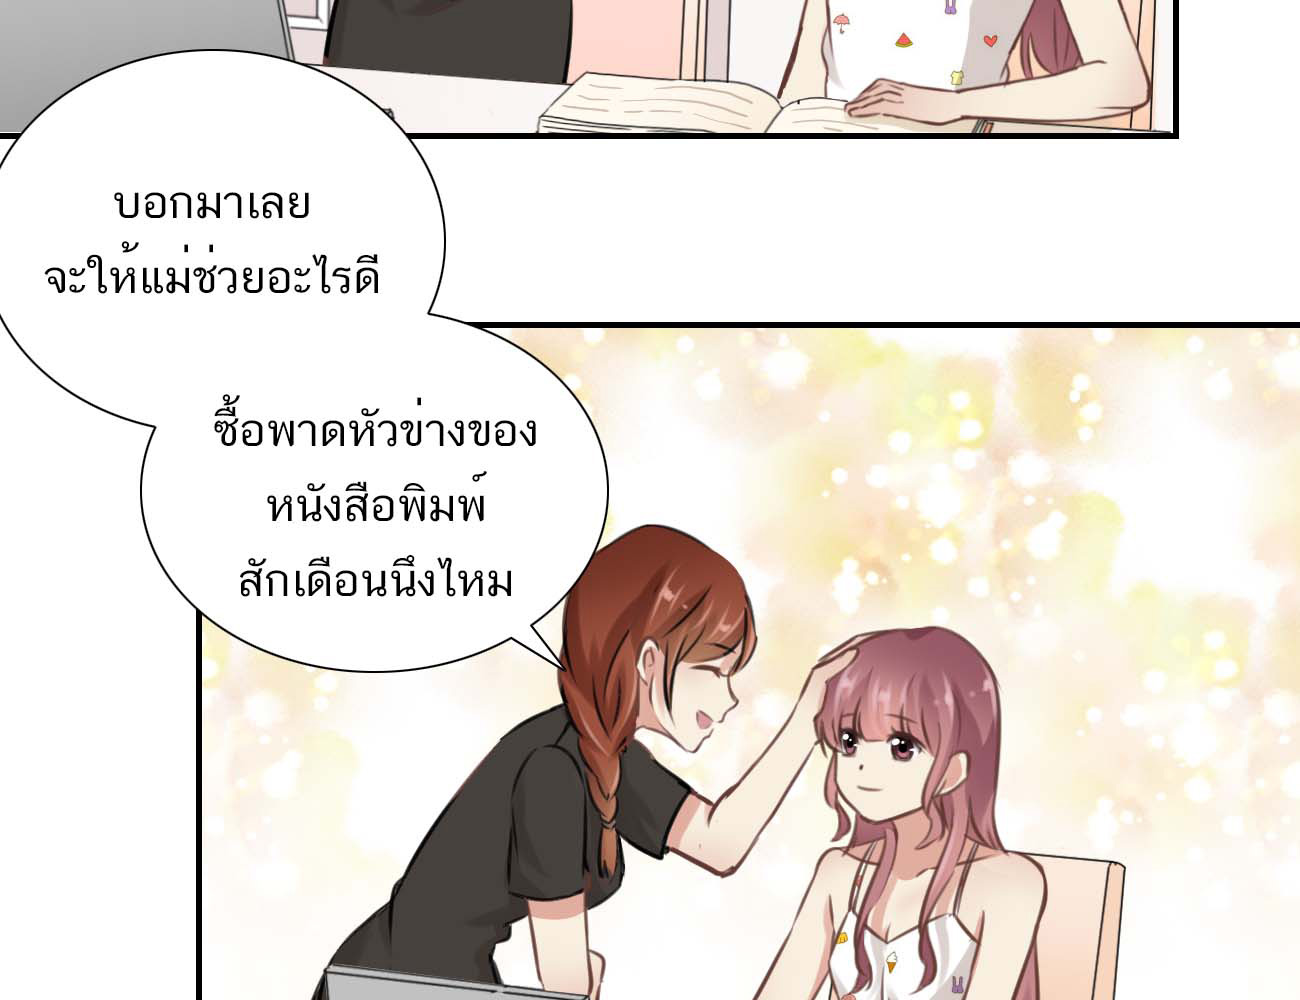 บอกมาเลย
จะให้แม่ช่วยอะไรดี
ซื้อพาดหัวข่างของ
หนังสือพิมพ์
สักเดือนนึงไหม